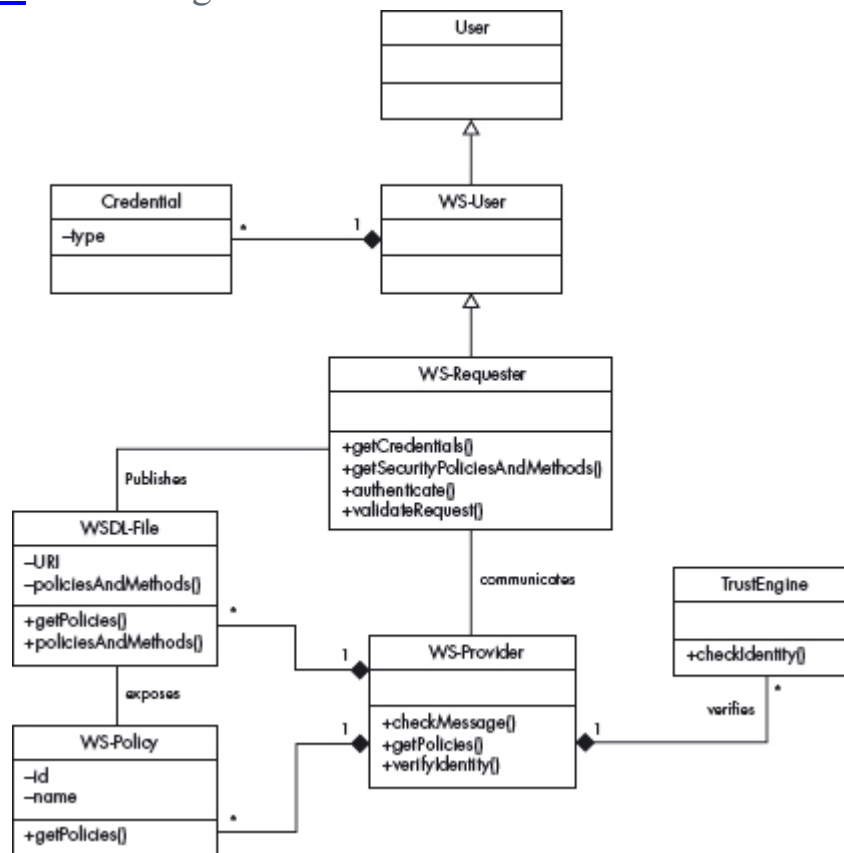 User
Credential
–type
*
1
WS-User
WS-Requester
+getCredentials()
+getSecurityPoliciesAndMethods()
+authenticate()
+validateRequest()
Publishes
WSDL-File
–URI
–policiesAndMethods()
+getPolicies()
+policiesAndMethods()
*
1
communicates
WS-Provider
+checkMessage()
+getPolicies()
+verifyIdentity()
TrustEngine
+checkIdentity()
*
verifies
1
exposes
WS-Policy
–id
–name
+getPolicies()
*
1